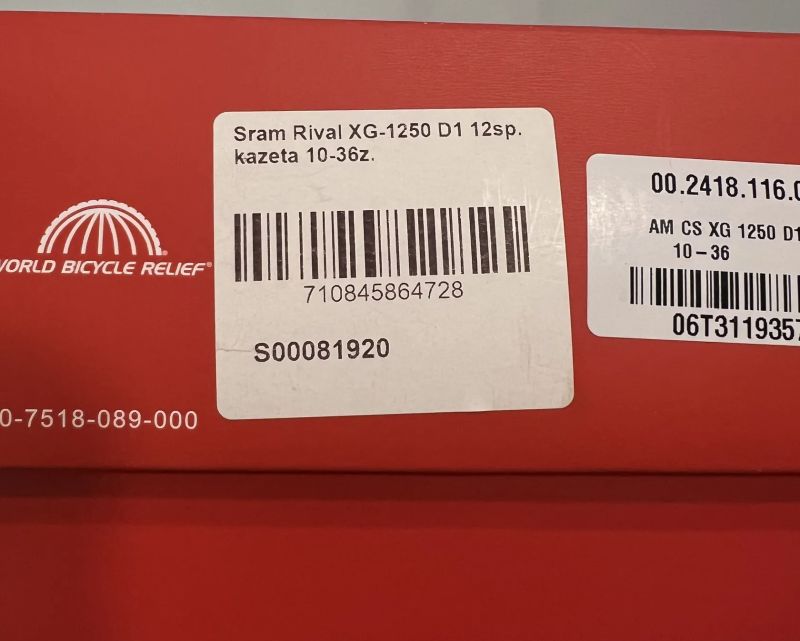 Sram Rival XG-1250 D1 12sp.
kazeta 10-36z.
710845864728
S00081920
WORLD BICYCLE RELIEF®
0-7518-089-000
00.2418.116.0
AM CS XG 1250 D1
10-36
06T3119357